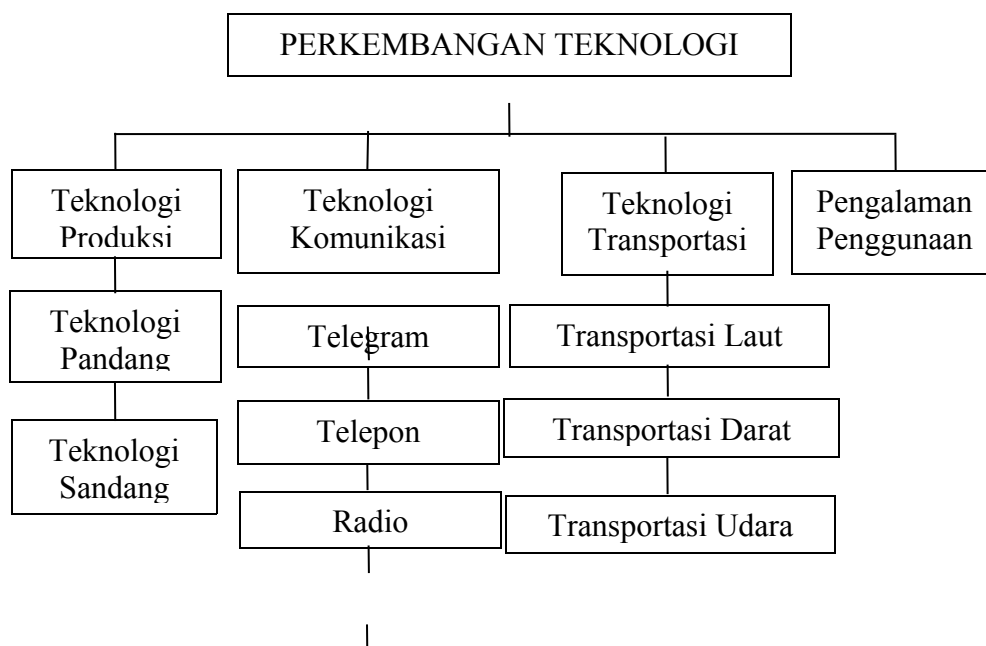 PERKEMBANGAN TEKNOLOGI
Teknologi
Produksi
Teknologi
Komunikasi
Teknologi
Transportasi
Pengalaman
Penggunaan
Teknologi
Pandang
Telegram
Transportasi Laut
Telepon
Transportasi Darat
Teknologi
Sandang
Radio
Transportasi Udara